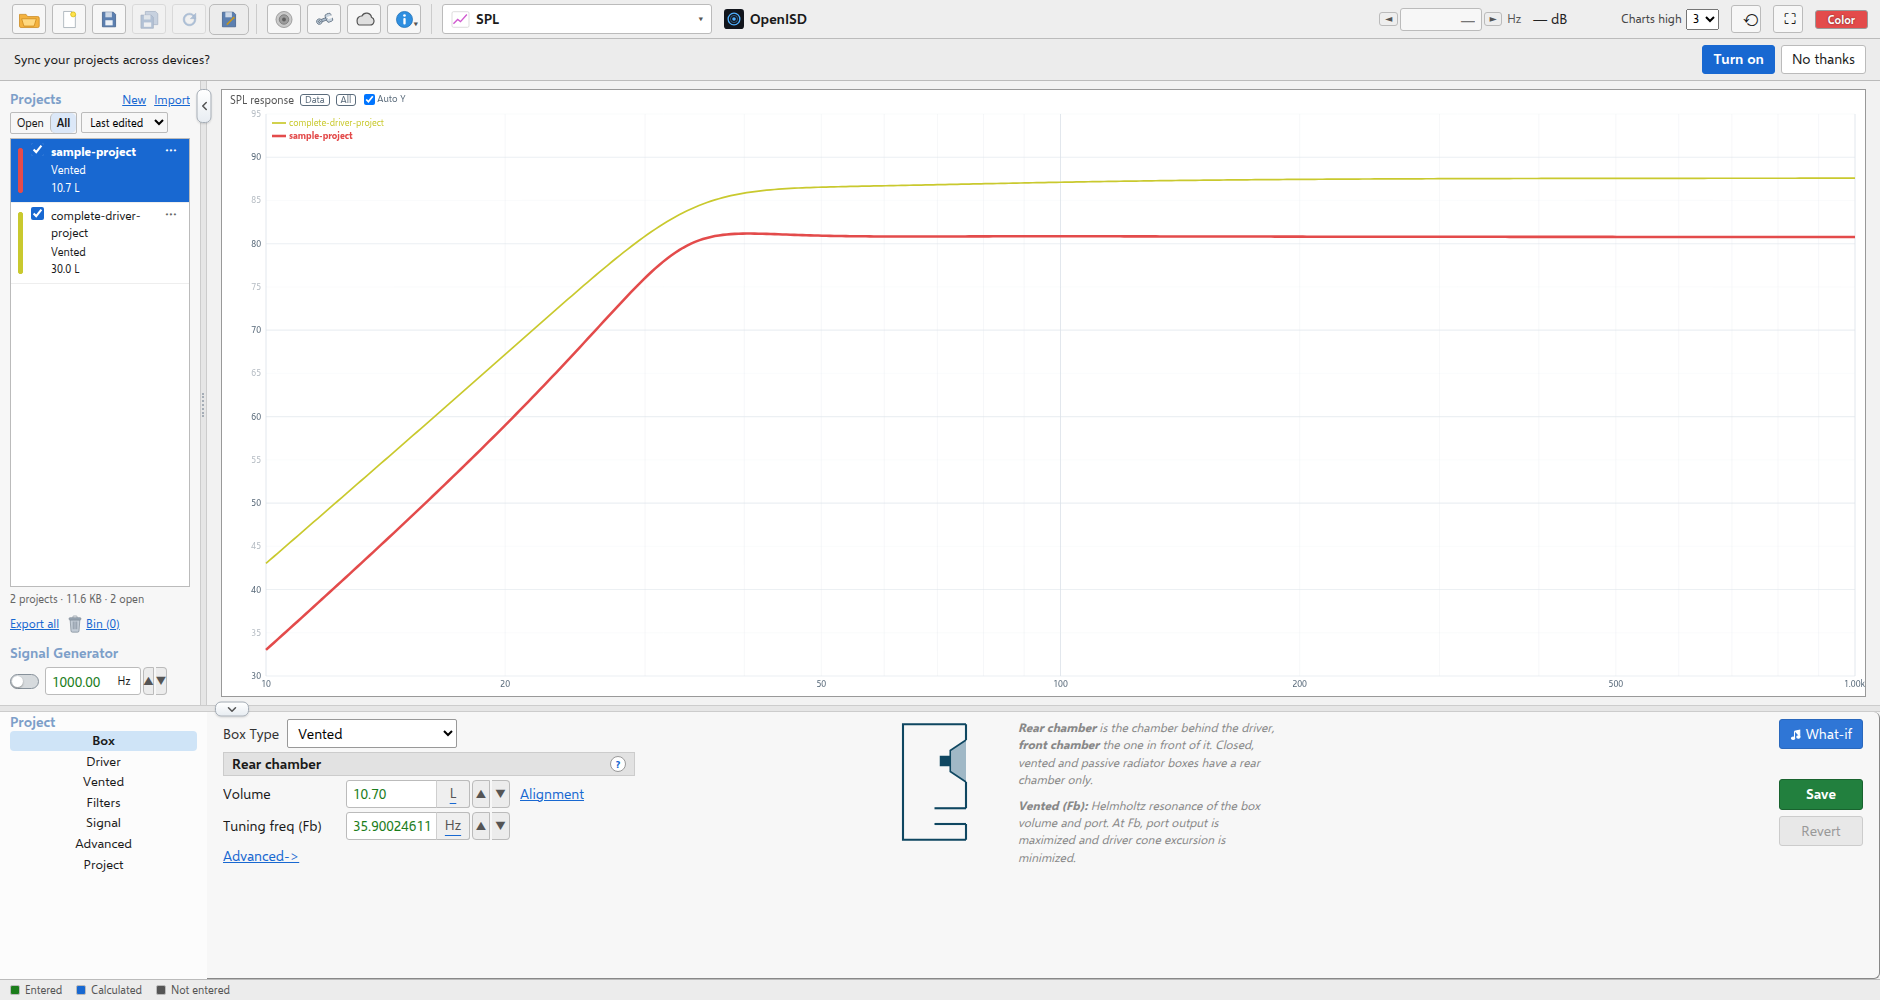 SPL
OpenISD
— Hz — dB
Charts high 3
Color
Sync your projects across devices?
Turn on
No thanks
Projects New Import
Open All Last edited
sample-project
Vented
10.7 L
complete-driver-
project
Vented
30.0 L
2 projects · 11.6 KB · 2 open
Export all Bin (0)
Signal Generator
1000.00 Hz
SPL response Data All Auto Y
complete-driver-project
sample-project
95
90
85
80
75
70
65
60
55
50
45
40
35
30
10 20 50 100 200 500 1.00k
Project
Box
Driver
Vented
Filters
Signal
Advanced
Project
Box Type Vented
Rear chamber ?
Volume 10.70 L Alignment
Tuning freq (Fb) 35.90024611 Hz
Advanced->
Rear chamber is the chamber behind the driver,
front chamber the one in front of it. Closed,
vented and passive radiator boxes have a rear
chamber only.
Vented (Fb): Helmholtz resonance of the box
volume and port. At Fb, port output is
maximized and driver cone excursion is
minimized.
What-if
Save
Revert
Entered Calculated Not entered